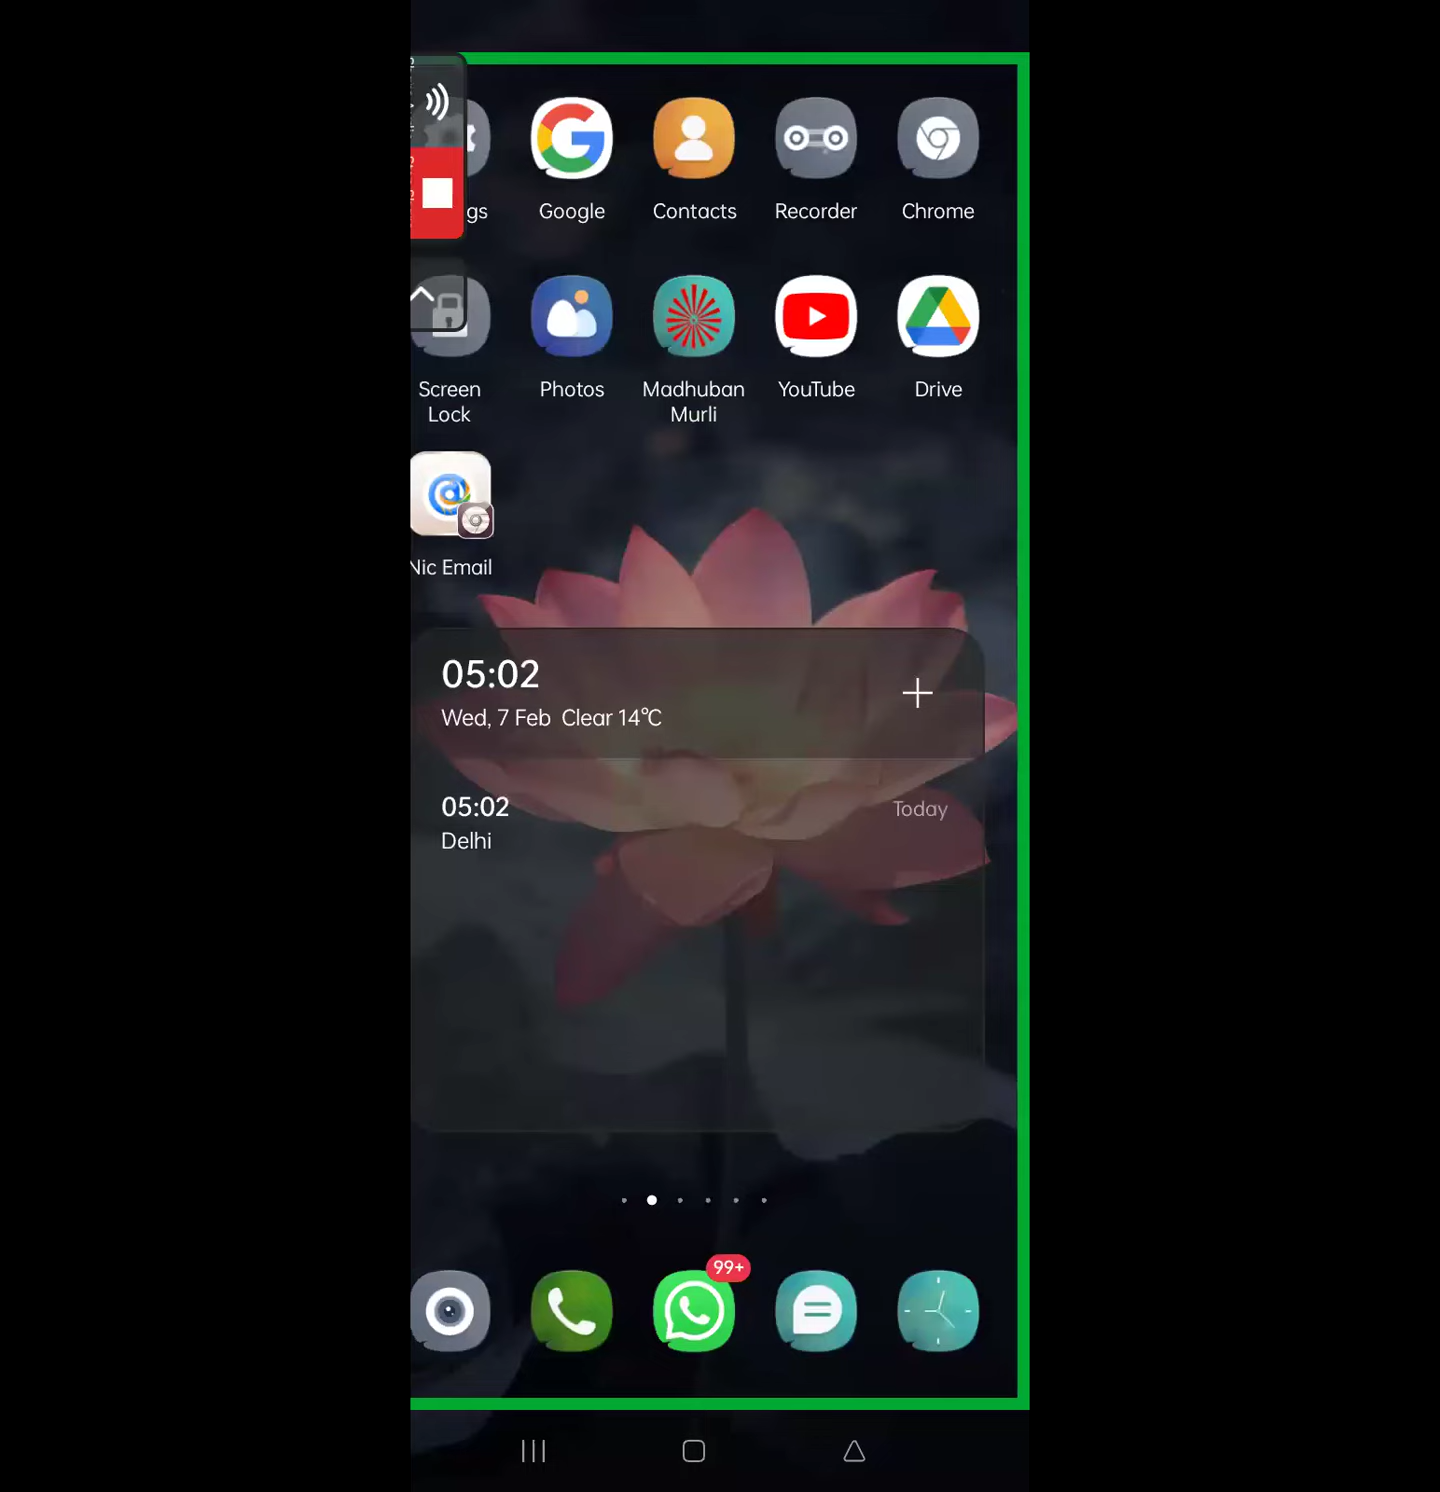 gs
Google
Contacts
Recorder
Chrome
Screen
Lock
Photos
Madhuban
Murli
YouTube
Drive
Nic Email
05:02
Wed, 7 Feb Clear 14°C
05:02
Today
Delhi
99+